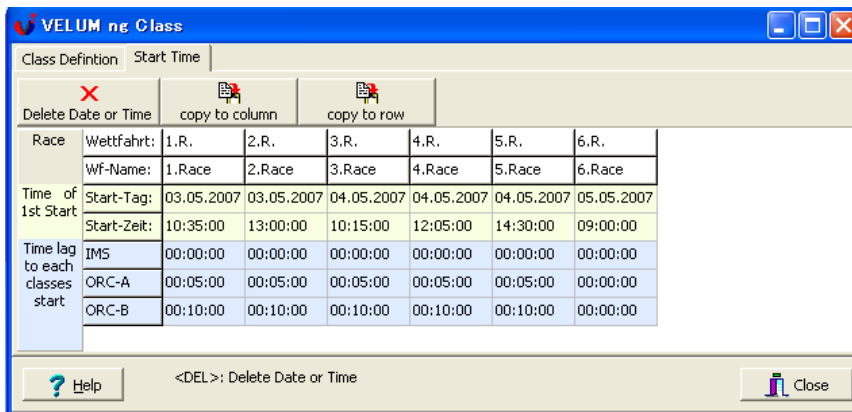 VELUM ng Class
Class Defintion Start Time
Delete Date or Time copy to column copy to row
Race Wettfahrt: 1.R. 2.R. 3.R. 4.R. 5.R. 6.R.
Wf-Name: 1.Race 2.Race 3.Race 4.Race 5.Race 6.Race
Time of 1st Start Start-Tag: 03.05.2007 03.05.2007 04.05.2007 04.05.2007 04.05.2007 05.05.2007
Start-Zeit: 10:35:00 13:00:00 10:15:00 12:05:00 14:30:00 09:00:00
Time lag to each classes start IMS 00:00:00 00:00:00 00:00:00 00:00:00 00:00:00 00:00:00
ORC-A 00:05:00 00:05:00 00:05:00 00:05:00 00:05:00 00:00:00
ORC-B 00:10:00 00:10:00 00:10:00 00:10:00 00:10:00 00:00:00
Help <DEL>: Delete Date or Time Close